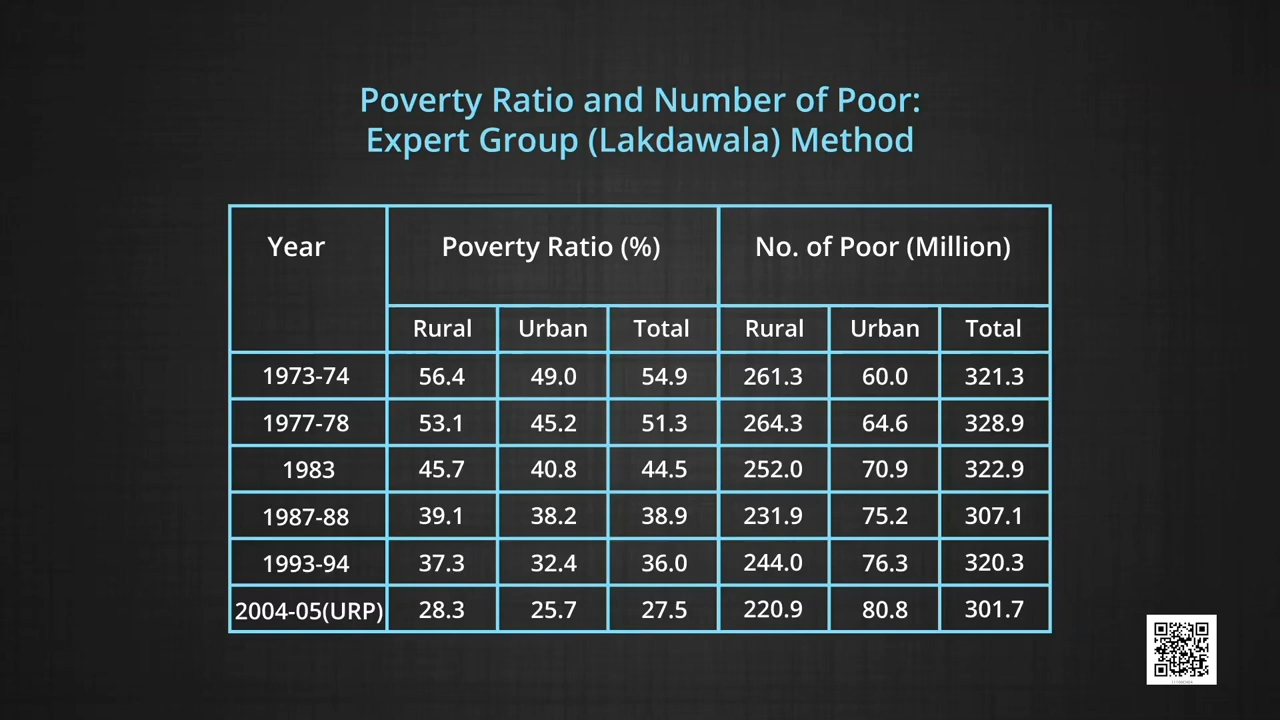 Poverty Ratio and Number of Poor:
Expert Group (Lakdawala) Method
Year Poverty Ratio (%) No. of Poor (Million)
Rural Urban Total Rural Urban Total
1973-74 56.4 49.0 54.9 261.3 60.0 321.3
1977-78 53.1 45.2 51.3 264.3 64.6 328.9
1983 45.7 40.8 44.5 252.0 70.9 322.9
1987-88 39.1 38.2 38.9 231.9 75.2 307.1
1993-94 37.3 32.4 36.0 244.0 76.3 320.3
2004-05(URP) 28.3 25.7 27.5 220.9 80.8 301.7